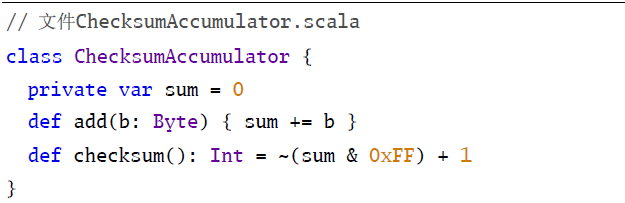 // 文件ChecksumAccumulator.scala
class ChecksumAccumulator {
  private var sum = 0
  def add(b: Byte) { sum += b }
  def checksum(): Int = ~(sum & 0xFF) + 1
}